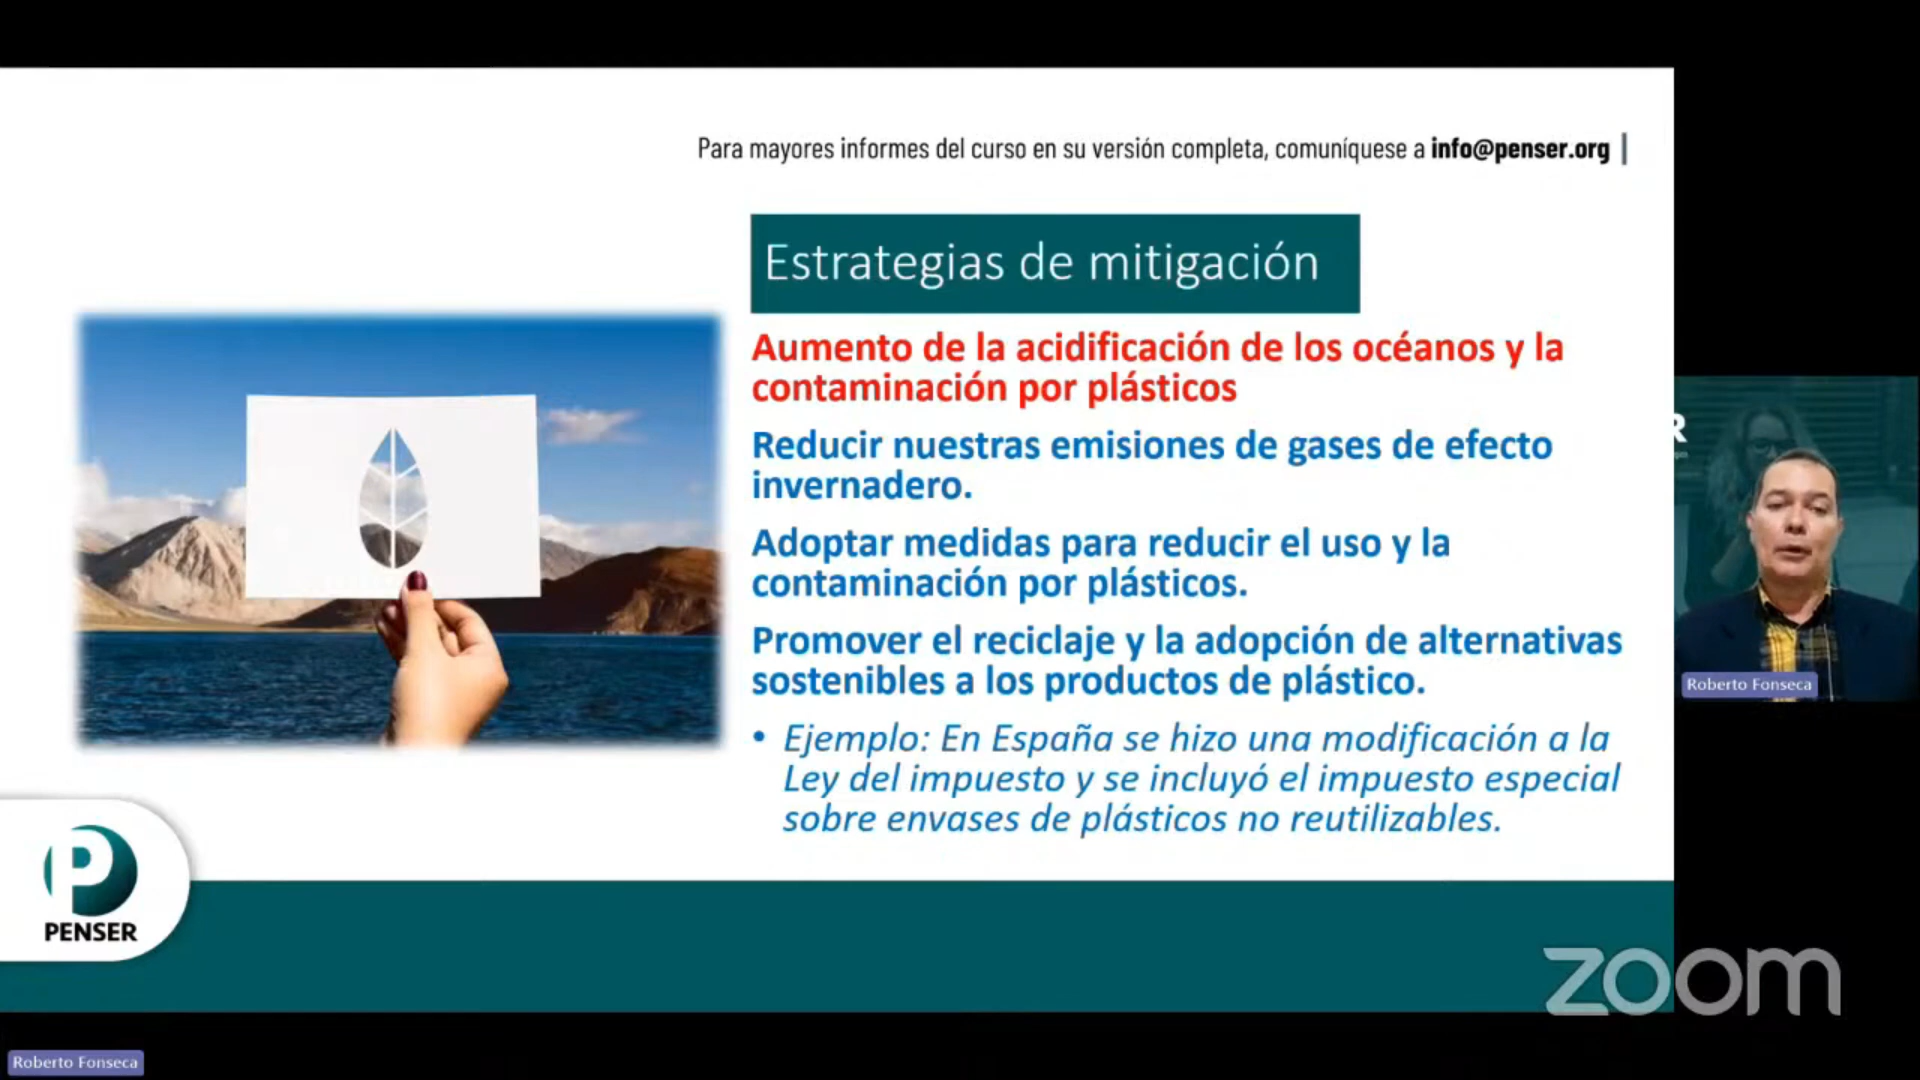 Para mayores informes del curso en su versión completa, comuníquese a info@penser.org |
Estrategias de mitigación
Aumento de la acidificación de los océanos y la
contaminación por plásticos
Reducir nuestras emisiones de gases de efecto
invernadero.
Adoptar medidas para reducir el uso y la
contaminación por plásticos.
Promover el reciclaje y la adopción de alternativas
sostenibles a los productos de plástico.
• Ejemplo: En España se hizo una modificación a la
Ley del impuesto y se incluyó el impuesto especial
sobre envases de plásticos no reutilizables.
P
PENSER
R
Roberto Fonseca
zoom
Roberto Fonseca